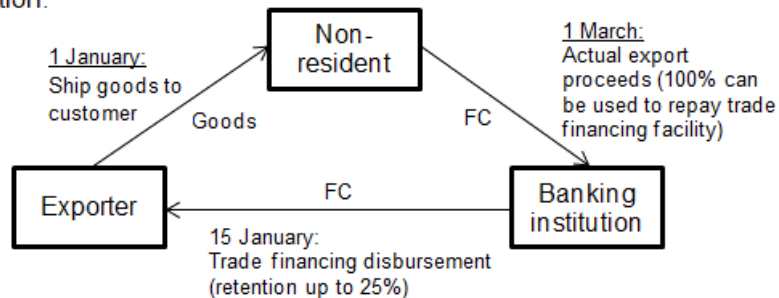 tion:
Non-
resident
1 January:
Ship goods to
customer
Goods
FC
1 March:
Actual export
proceeds (100% can
be used to repay trade
financing facility)
Exporter
FC
Banking
institution
15 January:
Trade financing disbursement
(retention up to 25%)